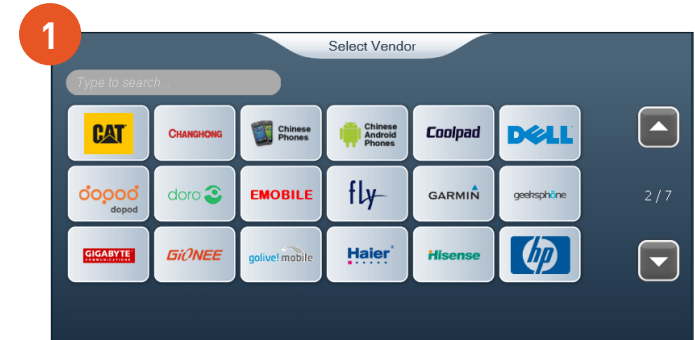 1
Select Vendor
Type to search...
CAT
CHANGHONG
Chinese
Phones
Chinese
Android
Phones
Coolpad
DELL
dopod
dopod
doro
EMOBILE
fly
GARMIN
geeksphone
2 / 7
GIGABYTE
COMMUNICATIONS
GIONEE
golive! mobile
Haier
Hisense
hp